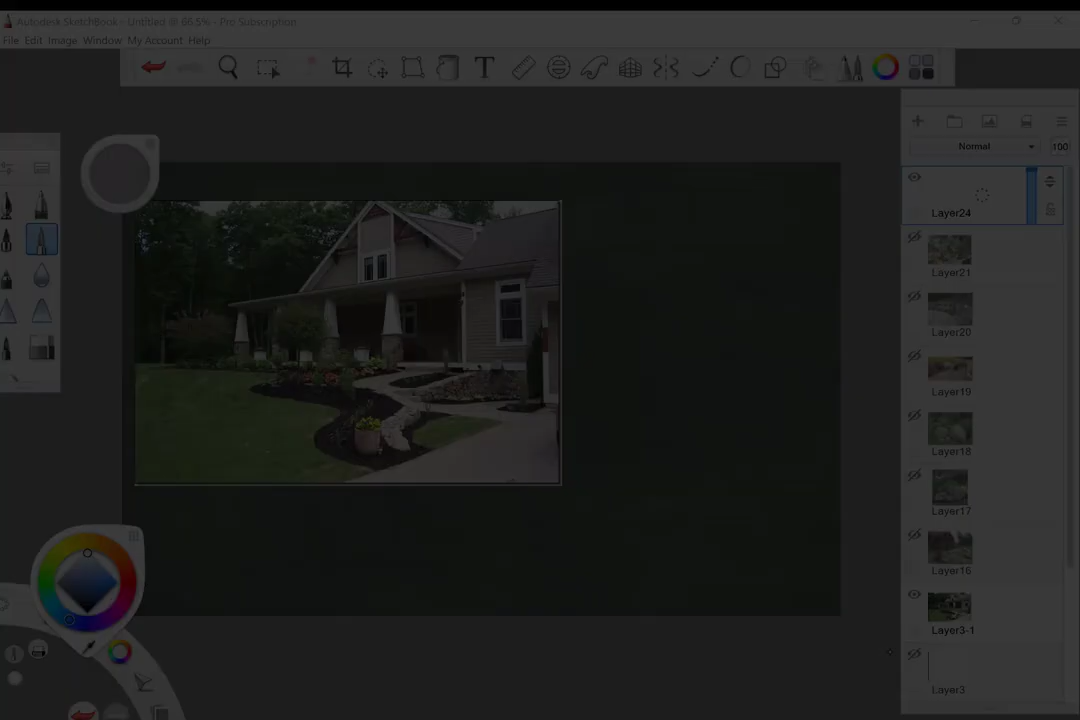 Autodesk SketchBook - Untitled @ 66.5% - Pro Subscription
File Edit Image Window My Account Help
T
Normal
100
Layer24
Layer21
Layer20
Layer19
Layer18
Layer17
Layer16
Layer3-1
Layer3